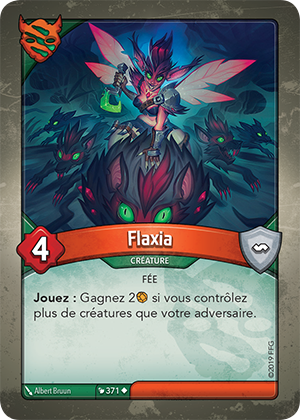 4
Flaxia
CRÉATURE
FÉE
Jouez : Gagnez 2 si vous contrôlez
plus de créatures que votre adversaire.
©2019 FFG
Albert Bruun
371